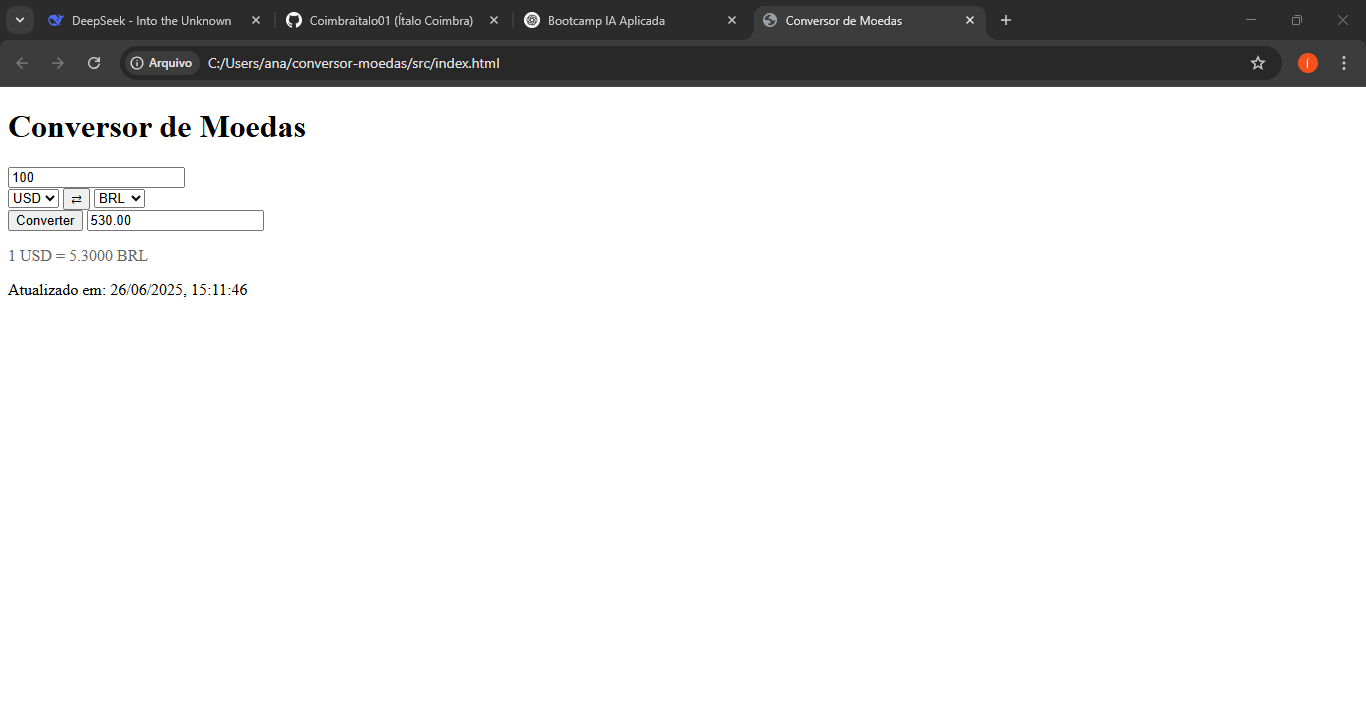 DeepSeek - Into the Unknown
Coimbraitalo01 (Ítalo Coimbra)
Bootcamp IA Aplicada
Conversor de Moedas
Arquivo C:/Users/ana/conversor-moedas/src/index.html
Í
Conversor de Moedas
100
USD ⇄ BRL
Converter 530.00
1 USD = 5.3000 BRL
Atualizado em: 26/06/2025, 15:11:46